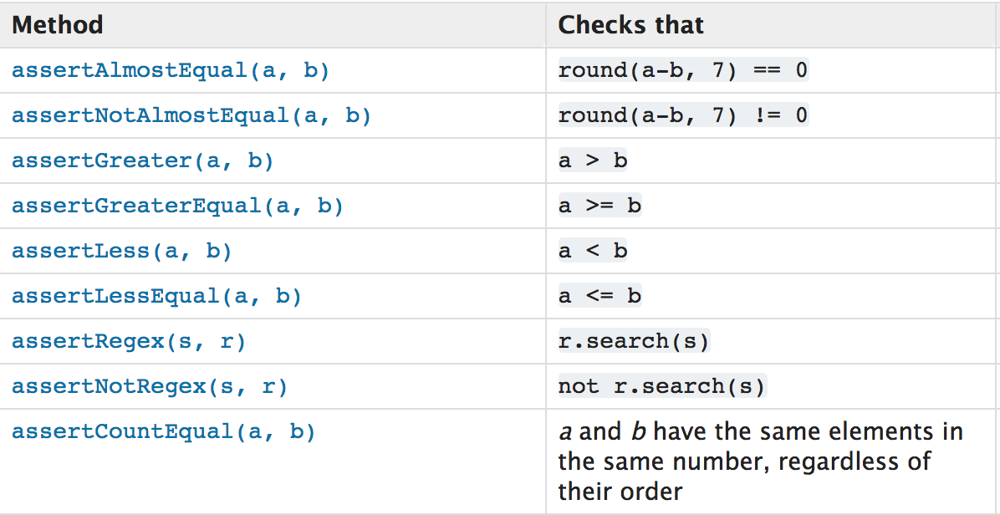 Method Checks that
assertAlmostEqual(a, b) round(a-b, 7) == 0
assertNotAlmostEqual(a, b) round(a-b, 7) != 0
assertGreater(a, b) a > b
assertGreaterEqual(a, b) a >= b
assertLess(a, b) a < b
assertLessEqual(a, b) a <= b
assertRegex(s, r) r.search(s)
assertNotRegex(s, r) not r.search(s)
assertCountEqual(a, b) a and b have the same elements in
the same number, regardless of
their order